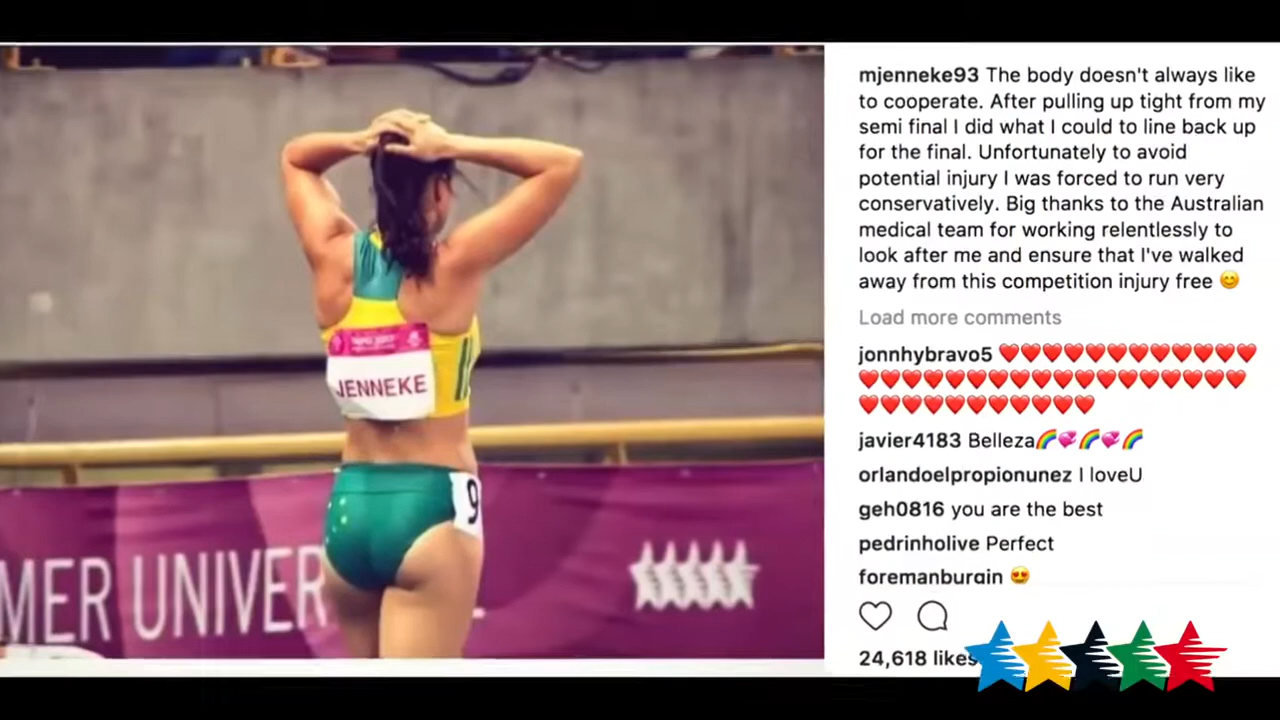 mjenneke93 The body doesn't always like
to cooperate. After pulling up tight from my
semi final I did what I could to line back up
for the final. Unfortunately to avoid
potential injury I was forced to run very
conservatively. Big thanks to the Australian
medical team for working relentlessly to
look after me and ensure that I've walked
away from this competition injury free 😊
Load more comments
jonnhybravo5 ❤️❤️❤️❤️❤️❤️❤️❤️❤️❤️❤️❤️
❤️❤️❤️❤️❤️❤️❤️❤️❤️❤️❤️❤️❤️❤️❤️❤️❤️❤️
❤️❤️❤️❤️❤️❤️❤️❤️❤️❤️❤️
javier4183 Belleza🌈💞🌈💞🌈
orlandoelpropionunez I loveU
geh0816 you are the best
pedrinholive Perfect
foremanburgin 😍
24,618 likes
JENNEKE
9
MER UNIVER